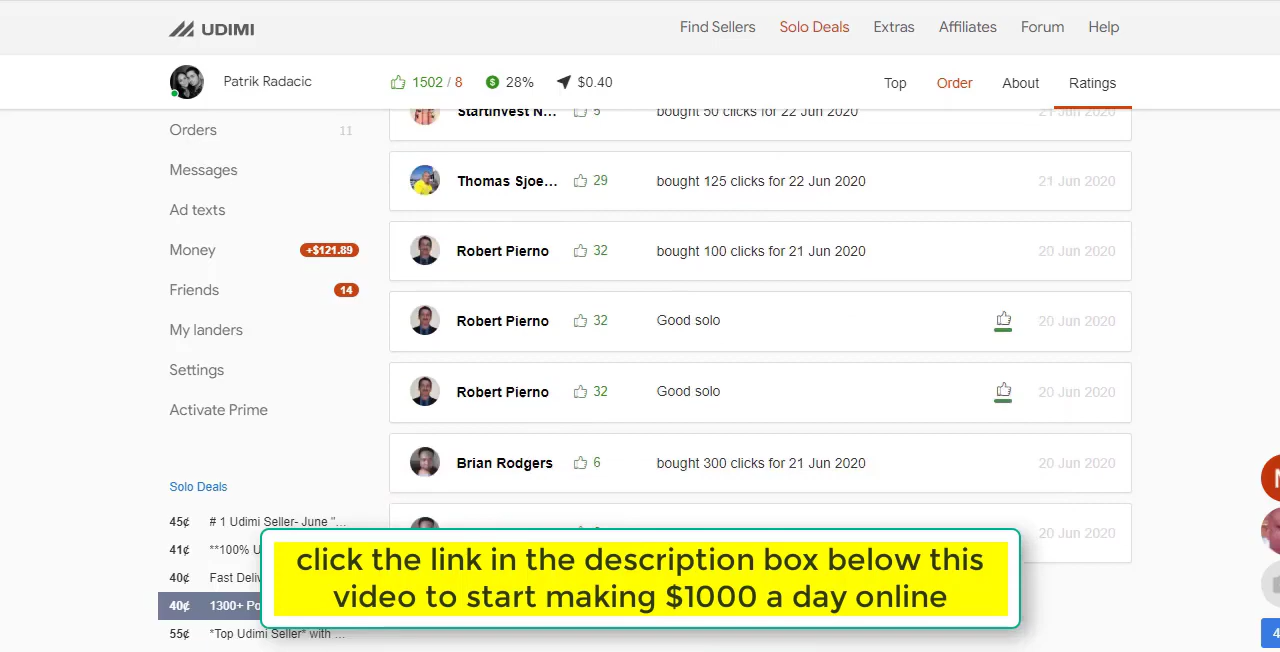 UDIMI
Find Sellers Solo Deals Extras Affiliates Forum Help
Patrik Radacic 1502 / 8 28% $0.40 Top Order About Ratings
Startinvest N... 5 bought 50 clicks for 22 Jun 2020 21 Jun 2020
Orders 11
Messages
Thomas Sjoe... 29 bought 125 clicks for 22 Jun 2020 21 Jun 2020
Ad texts
Money +$121.89
Robert Pierno 32 bought 100 clicks for 21 Jun 2020 20 Jun 2020
Friends 14
My landers
Robert Pierno 32 Good solo 20 Jun 2020
Settings
Activate Prime
Robert Pierno 32 Good solo 20 Jun 2020
Brian Rodgers 6 bought 300 clicks for 21 Jun 2020 20 Jun 2020
Solo Deals
45¢ # 1 Udimi Seller- June "...
20 Jun 2020
41¢ **100% U
40¢ Fast Deliv
40¢ 1300+ Po
55¢ *Top Udimi Seller* with ...
click the link in the description box below this
video to start making $1000 a day online
4